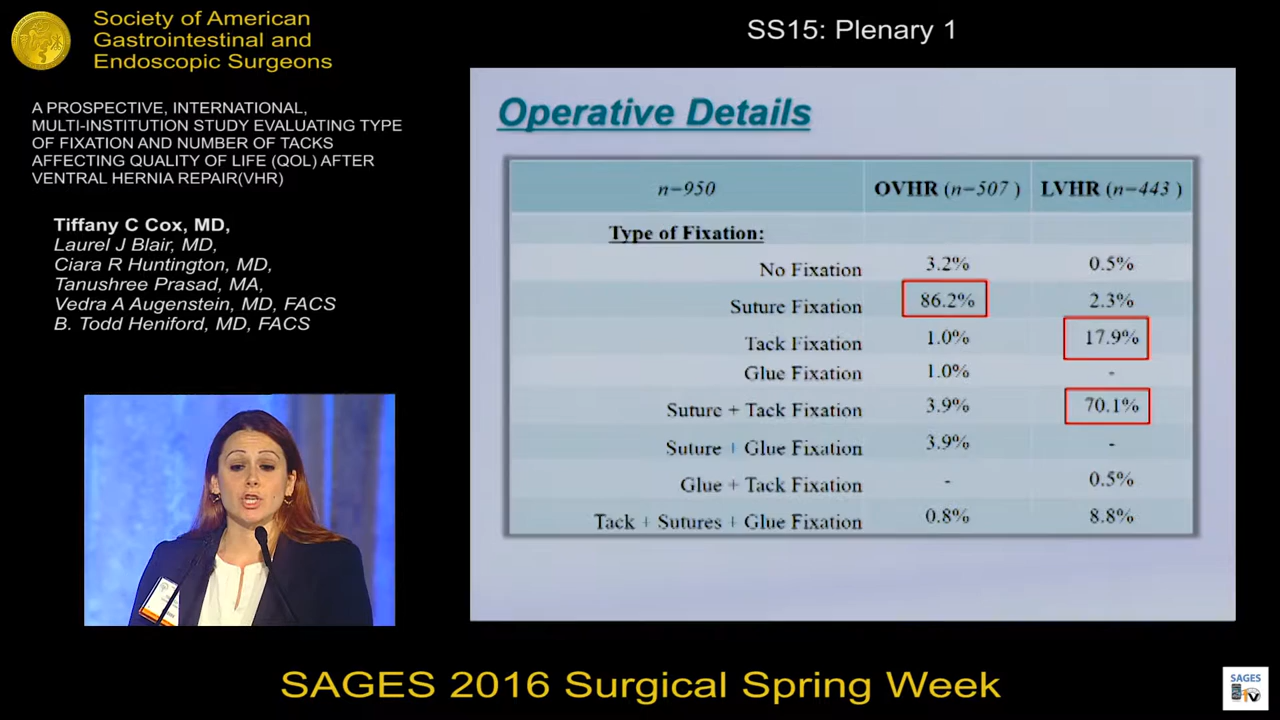 Society of American
Gastrointestinal and
Endoscopic Surgeons
A PROSPECTIVE, INTERNATIONAL,
MULTI-INSTITUTION STUDY EVALUATING TYPE
OF FIXATION AND NUMBER OF TACKS
AFFECTING QUALITY OF LIFE (QOL) AFTER
VENTRAL HERNIA REPAIR(VHR)
Tiffany C Cox, MD,
Laurel J Blair, MD,
Ciara R Huntington, MD,
Tanushree Prasad, MA,
Vedra A Augenstein, MD, FACS
B. Todd Heniford, MD, FACS
SS15: Plenary 1
Operative Details
n=950 OVHR (n=507 ) LVHR (n=443 )
Type of Fixation:
No Fixation 3.2% 0.5%
Suture Fixation 86.2% 2.3%
Tack Fixation 1.0% 17.9%
Glue Fixation 1.0% -
Suture + Tack Fixation 3.9% 70.1%
Suture + Glue Fixation 3.9% -
Glue + Tack Fixation - 0.5%
Tack + Sutures + Glue Fixation 0.8% 8.8%
SAGES 2016 Surgical Spring Week
SAGES
TV